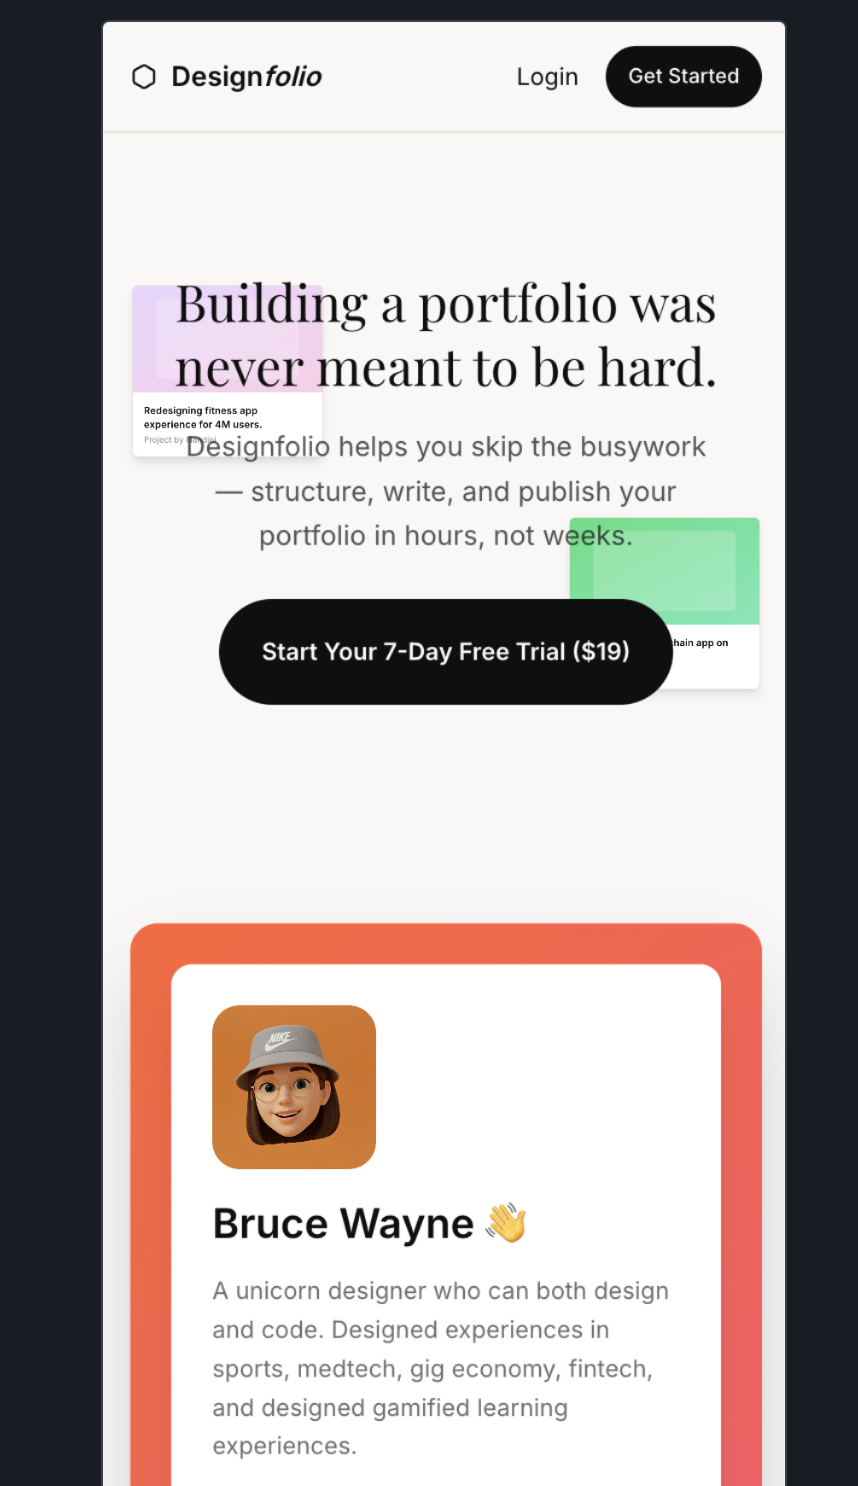 Designfolio
Login
Get Started
Building a portfolio was
never meant to be hard.
Redesigning fitness app
experience for 4M users.
Project by Nandini
Designfolio helps you skip the busywork
— structure, write, and publish your
portfolio in hours, not weeks.
app on
Start Your 7-Day Free Trial ($19)
NIKE
Bruce Wayne 👋
A unicorn designer who can both design
and code. Designed experiences in
sports, medtech, gig economy, fintech,
and designed gamified learning
experiences.